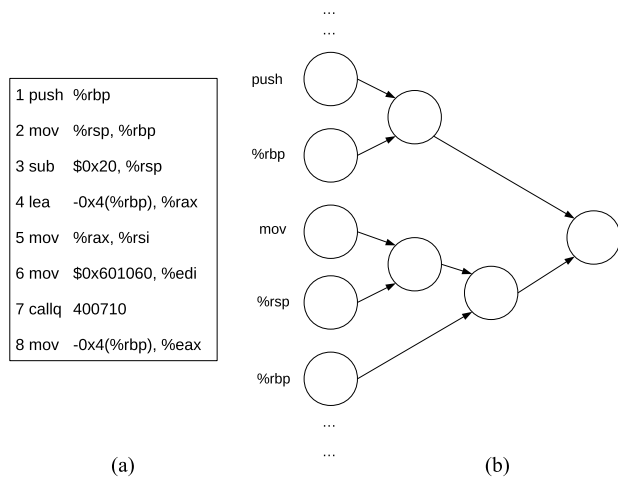 1 push %rbp
2 mov %rsp, %rbp
3 sub $0x20, %rsp
4 lea -0x4(%rbp), %rax
5 mov %rax, %rsi
6 mov $0x601060, %edi
7 callq 400710
8 mov -0x4(%rbp), %eax
(a)
...
...
push
%rbp
mov
%rsp
%rbp
...
...
(b)